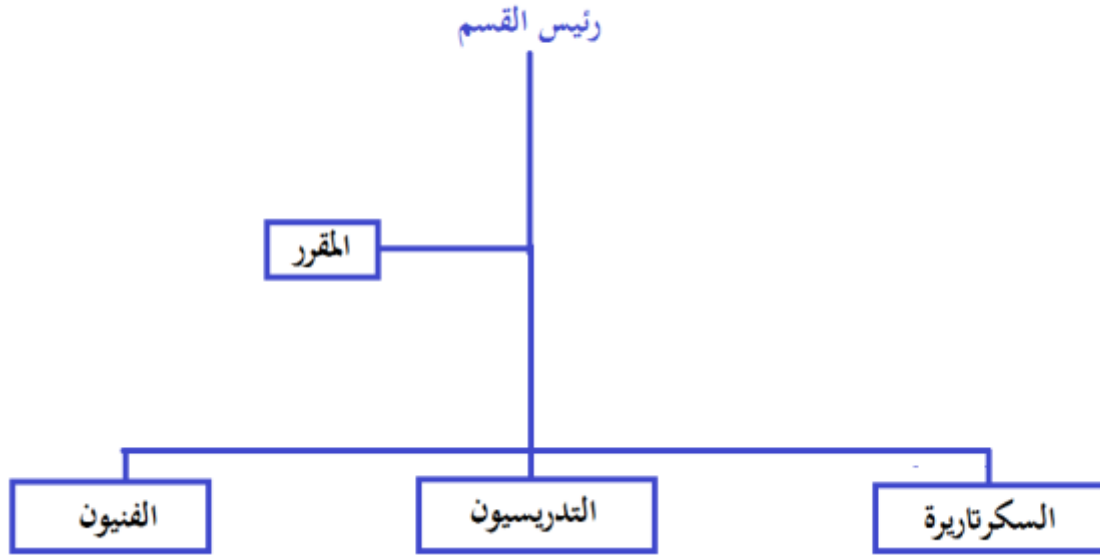 رئيس القسم
المقرر
السكرتاريرة
التدريسيون
الفنيون